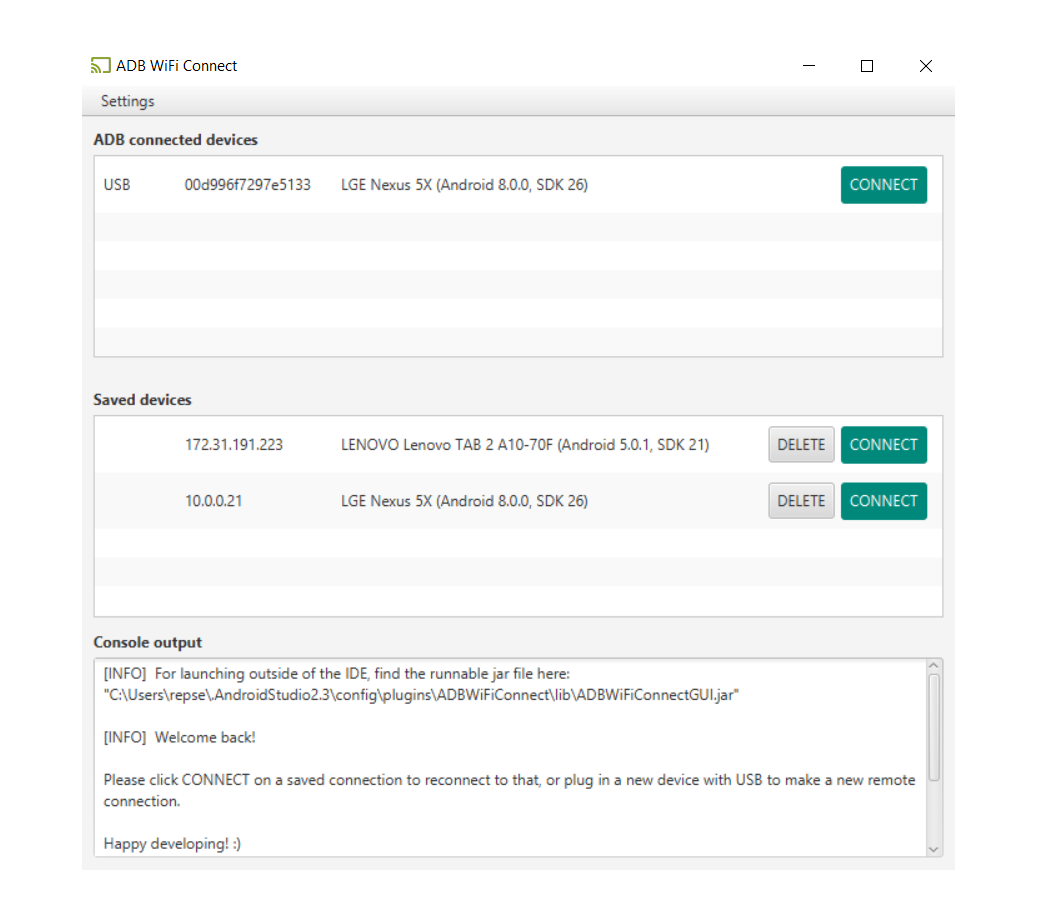 ADB WiFi Connect
Settings
ADB connected devices
USB 00d996f7297e5133 LGE Nexus 5X (Android 8.0.0, SDK 26) CONNECT
Saved devices
172.31.191.223 LENOVO Lenovo TAB 2 A10-70F (Android 5.0.1, SDK 21) DELETE CONNECT
10.0.0.21 LGE Nexus 5X (Android 8.0.0, SDK 26) DELETE CONNECT
Console output
[INFO] For launching outside of the IDE, find the runnable jar file here:
"C:\Users\repse\.AndroidStudio2.3\config\plugins\ADBWiFiConnect\lib\ADBWiFiConnectGUI.jar"
[INFO] Welcome back!
Please click CONNECT on a saved connection to reconnect to that, or plug in a new device with USB to make a new remote
connection.
Happy developing! :)